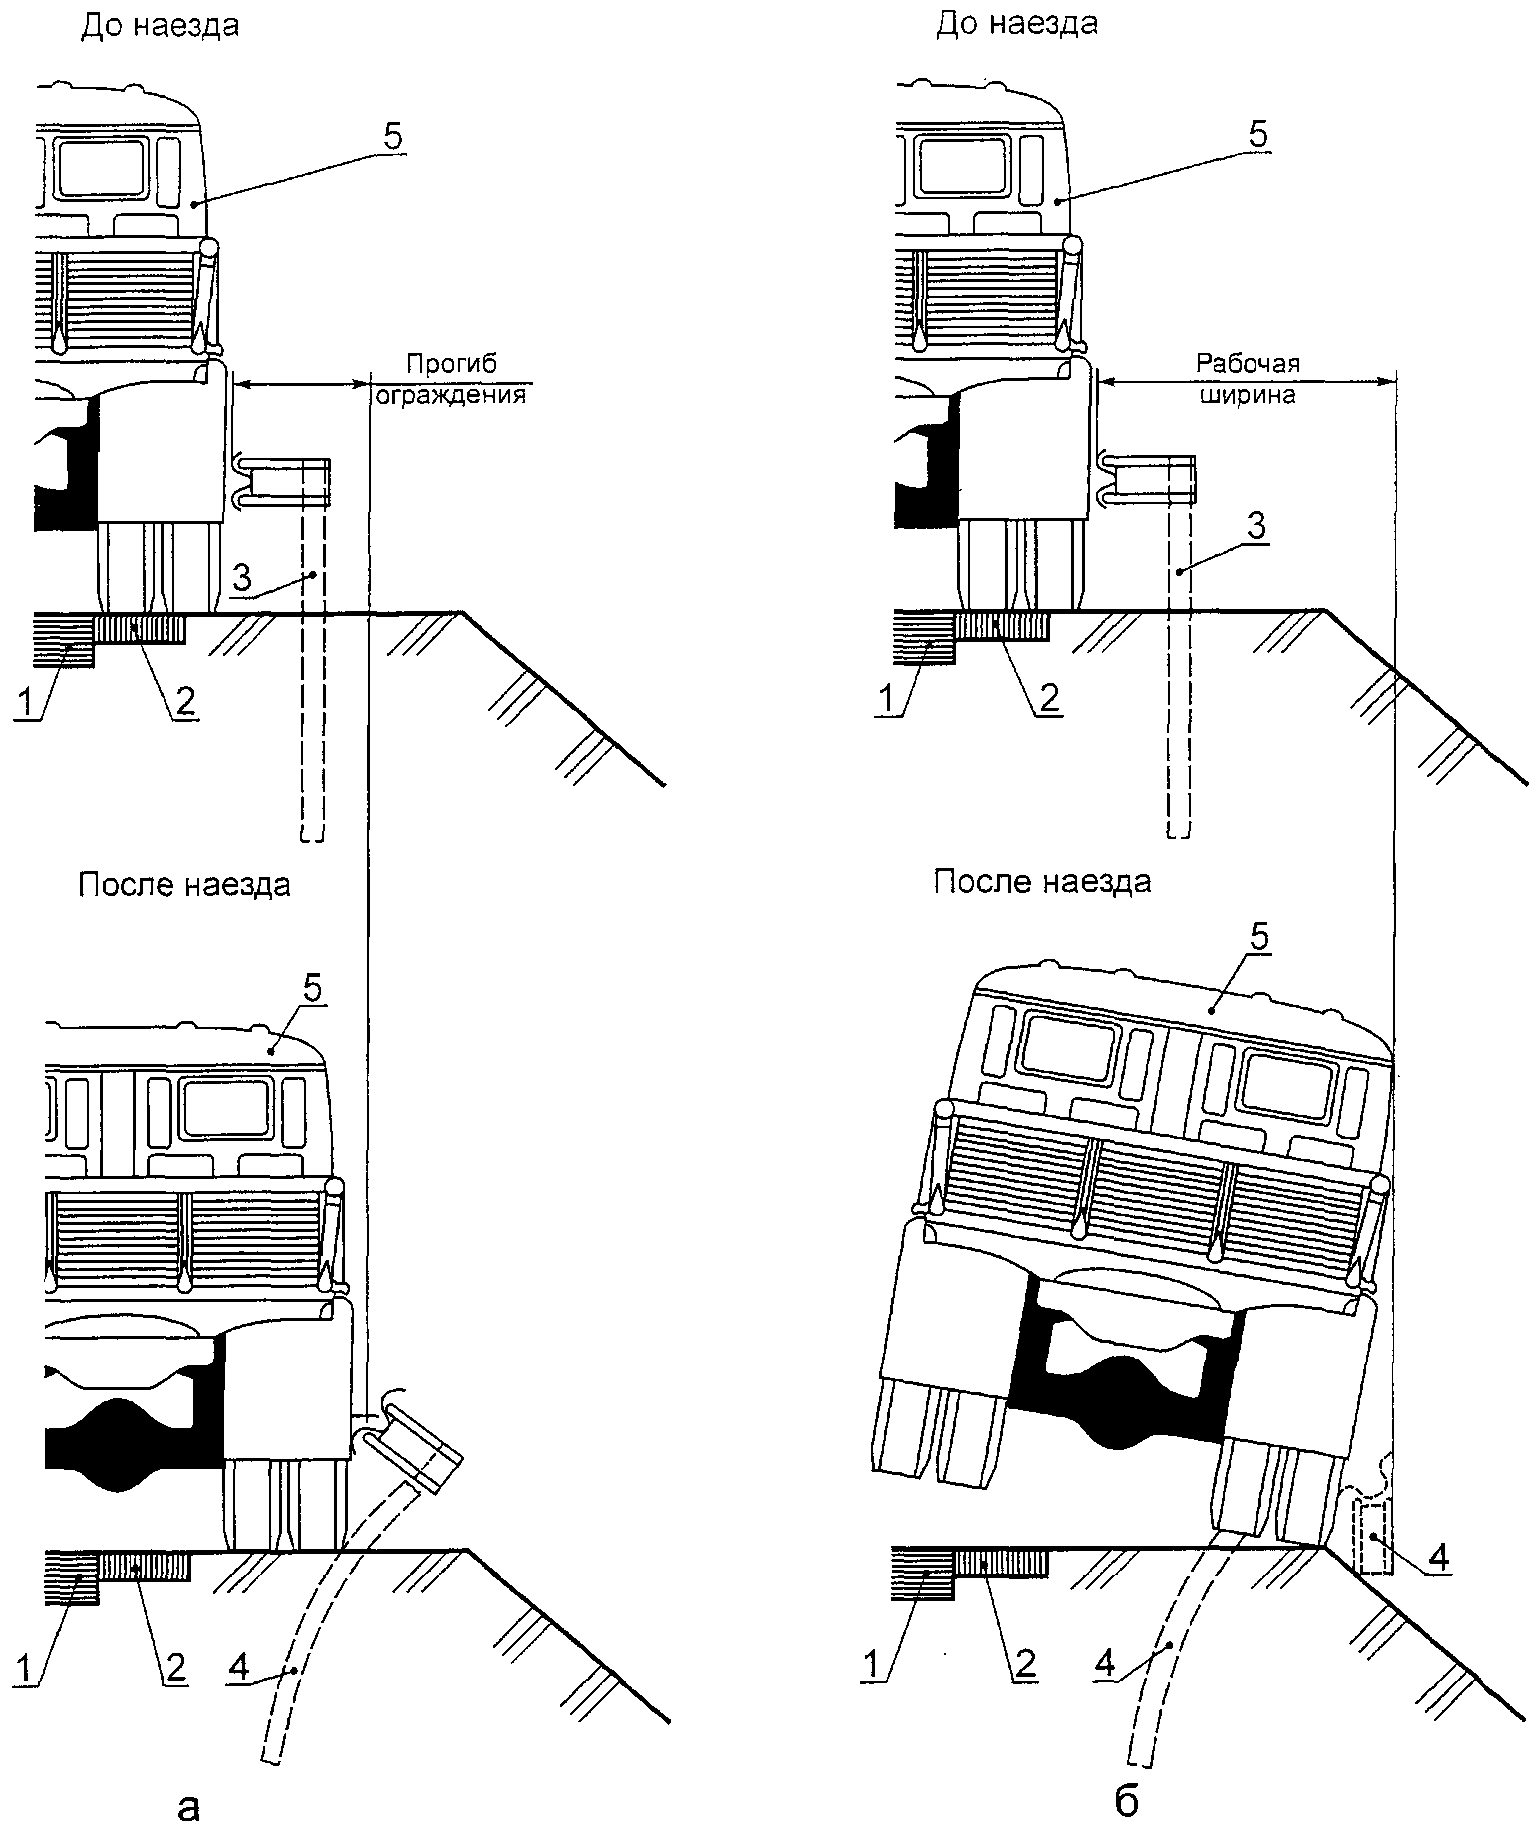 До наезда
До наезда
5
5
Прогиб
ограждения
Рабочая
ширина
3
3
1
2
1
2
После наезда
После наезда
5
5
4
1
2
4
1
2
4
а
б